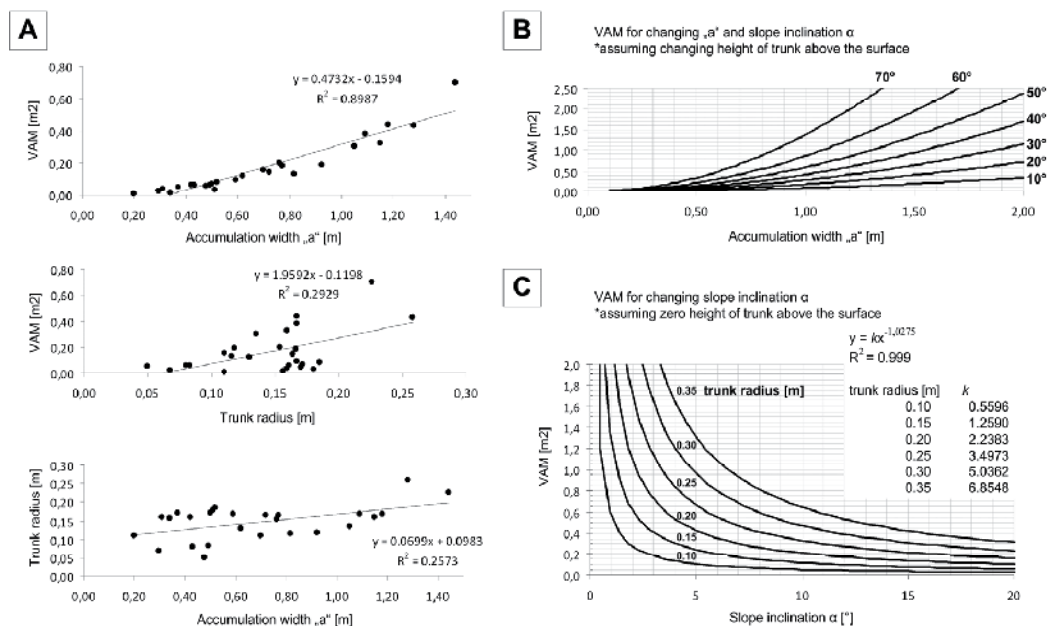 A
0,80
0,60
0,40
0,20
0,00
VAM [m2]
y = 0.4732x - 0.1594
R² = 0.8987
0,00 0,20 0,40 0,60 0,80 1,00 1,20 1,40
Accumulation width „a“ [m]
0,80
0,60
0,40
0,20
0,00
VAM [m2]
y = 1.9592x - 0.1198
R² = 0.2929
0,00 0,05 0,10 0,15 0,20 0,25 0,30
Trunk radius [m]
0,30
0,25
0,20
0,15
0,10
0,05
0,00
Trunk radius [m]
y = 0.0699x + 0.0983
R² = 0.2573
0,00 0,20 0,40 0,60 0,80 1,00 1,20 1,40
Accumulation width „a“ [m]
B
VAM for changing „a“ and slope inclination α
*assuming changing height of trunk above the surface
2,50
2,00
1,50
1,00
0,50
0,00
VAM [m2]
70° 60° 50°
40°
30°
20°
10°
0,00 0,50 1,00 1,50 2,00
Accumulation width „a“ [m]
C
VAM for changing slope inclination α
*assuming zero height of trunk above the surface
y = kx^-1,0275
R² = 0.999
2,0
1,8
1,6
1,4
1,2
1,0
0,8
0,6
0,4
0,2
0,0
VAM [m2]
0.35 trunk radius [m]
0.30
0.25
0.20
0.15
0.10
trunk radius [m] k
0.10 0.5596
0.15 1.2590
0.20 2.2383
0.25 3.4973
0.30 5.0362
0.35 6.8548
0 5 10 15 20
Slope inclination α [°]